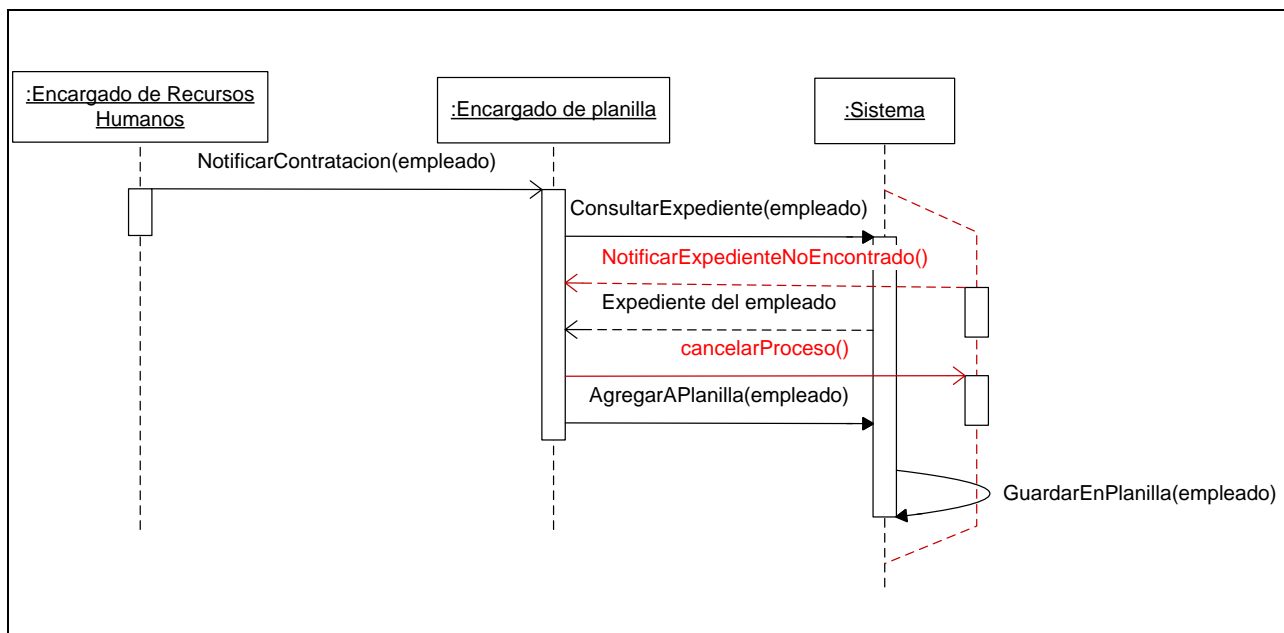 :Encargado de Recursos
Humanos
:Encargado de planilla
:Sistema
NotificarContratacion(empleado)
ConsultarExpediente(empleado)
NotificarExpedienteNoEncontrado()
Expediente del empleado
cancelarProceso()
AgregarAPlanilla(empleado)
GuardarEnPlanilla(empleado)